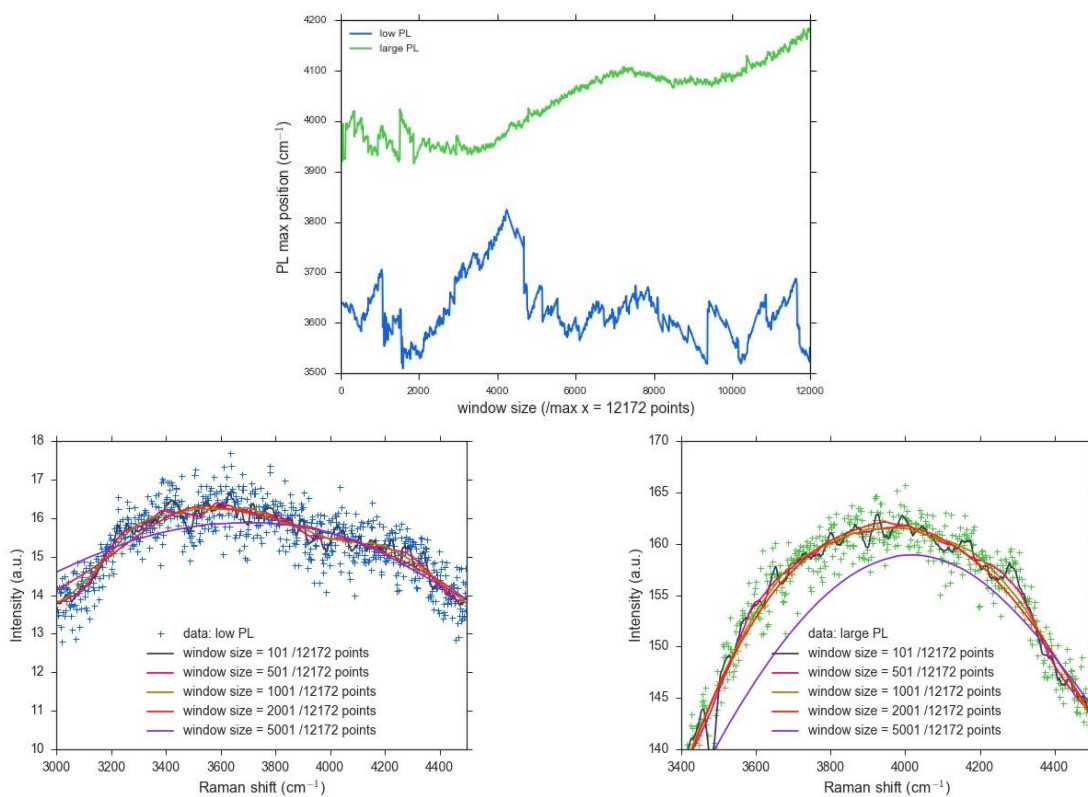 4200
4100
4000
3900
3800
3700
3600
3500
PL max position (cm⁻¹)
low PL
large PL
0 2000 4000 6000 8000 10000 12000
window size (/max x = 12172 points)
18
17
16
15
14
13
12
11
10
Intensity (a.u.)
data: low PL
window size = 101 /12172 points
window size = 501 /12172 points
window size = 1001 /12172 points
window size = 2001 /12172 points
window size = 5001 /12172 points
3000 3200 3400 3600 3800 4000 4200 4400
Raman shift (cm⁻¹)
170
165
160
155
150
145
140
Intensity (a.u.)
data: large PL
window size = 101 /12172 points
window size = 501 /12172 points
window size = 1001 /12172 points
window size = 2001 /12172 points
window size = 5001 /12172 points
3400 3600 3800 4000 4200 4400
Raman shift (cm⁻¹)